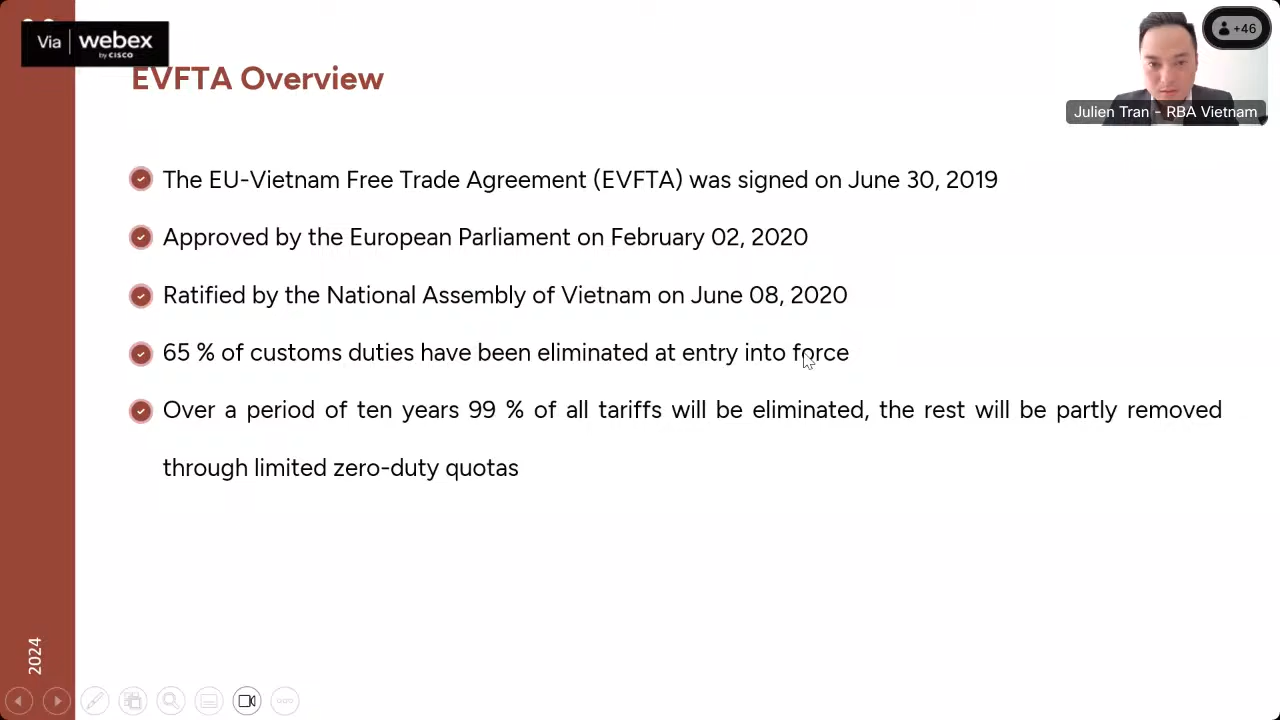 Via webex
by CISCO
+46
EVFTA Overview
Julien Tran - RBA Vietnam
The EU-Vietnam Free Trade Agreement (EVFTA) was signed on June 30, 2019
Approved by the European Parliament on February 02, 2020
Ratified by the National Assembly of Vietnam on June 08, 2020
65 % of customs duties have been eliminated at entry into force
Over a period of ten years 99 % of all tariffs will be eliminated, the rest will be partly removed
through limited zero-duty quotas
2024